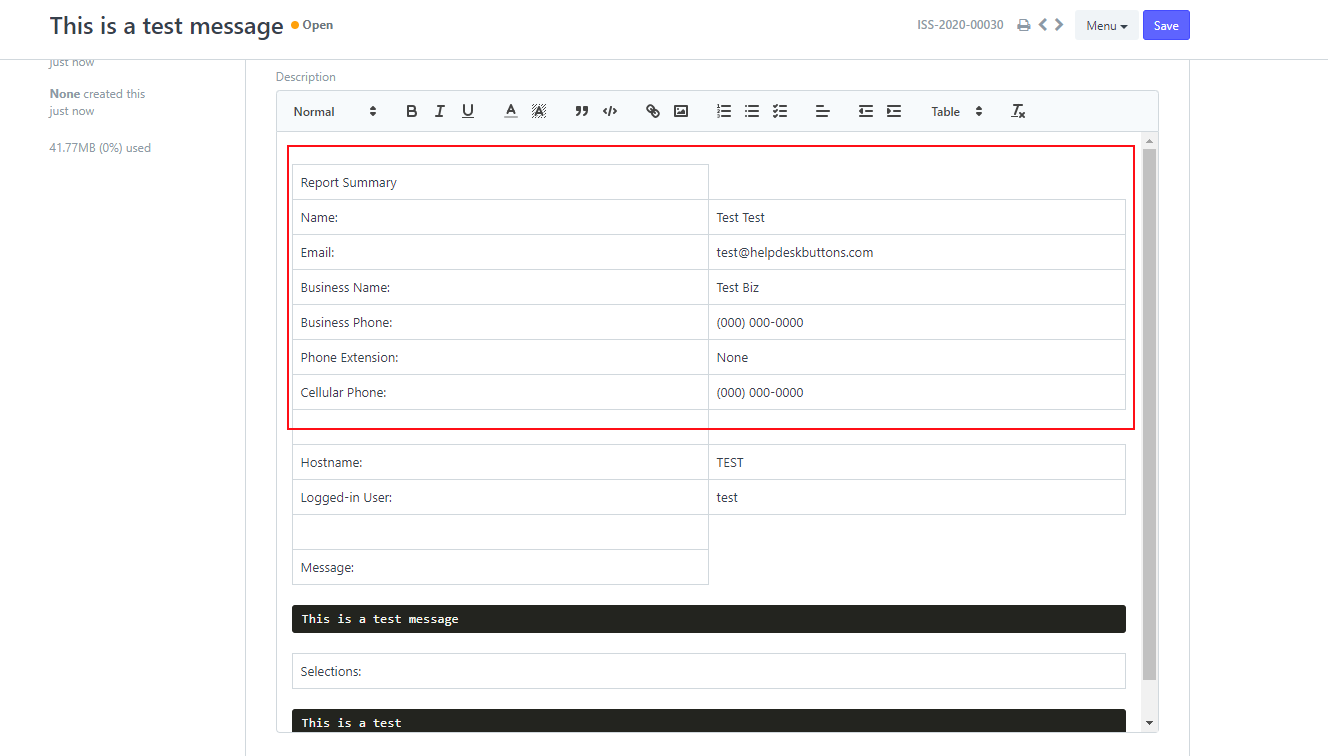 This is a test message Open ISS-2020-00030 Menu Save
just now
None created this
just now
41.77MB (0%) used
Description
Normal B I U A A Table
Report Summary
Name: Test Test
Email: test@helpdeskbuttons.com
Business Name: Test Biz
Business Phone: (000) 000-0000
Phone Extension: None
Cellular Phone: (000) 000-0000
Hostname: TEST
Logged-in User: test
Message:
This is a test message
Selections:
This is a test